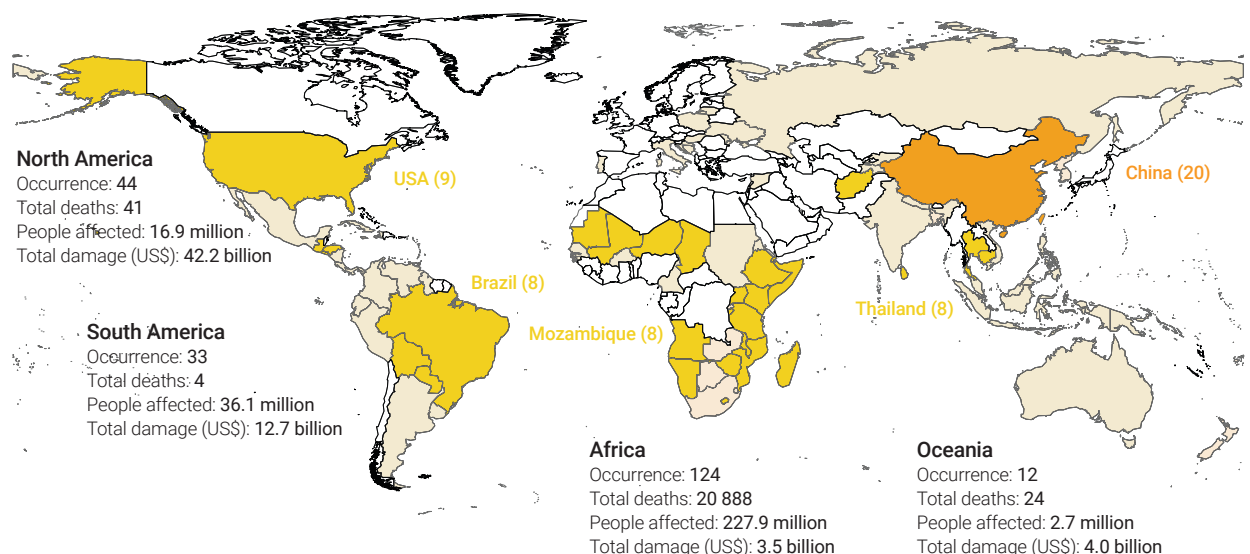 North America
Occurrence: 44
Total deaths: 41
People affected: 16.9 million
Total damage (US$): 42.2 billion
USA (9)
China (20)
Brazil (8)
Mozambique (8)
Thailand (8)
South America
Occurrence: 33
Total deaths: 4
People affected: 36.1 million
Total damage (US$): 12.7 billion
Africa
Occurrence: 124
Total deaths: 20 888
People affected: 227.9 million
Total damage (US$): 3.5 billion
Oceania
Occurrence: 12
Total deaths: 24
People affected: 2.7 million
Total damage (US$): 4.0 billion